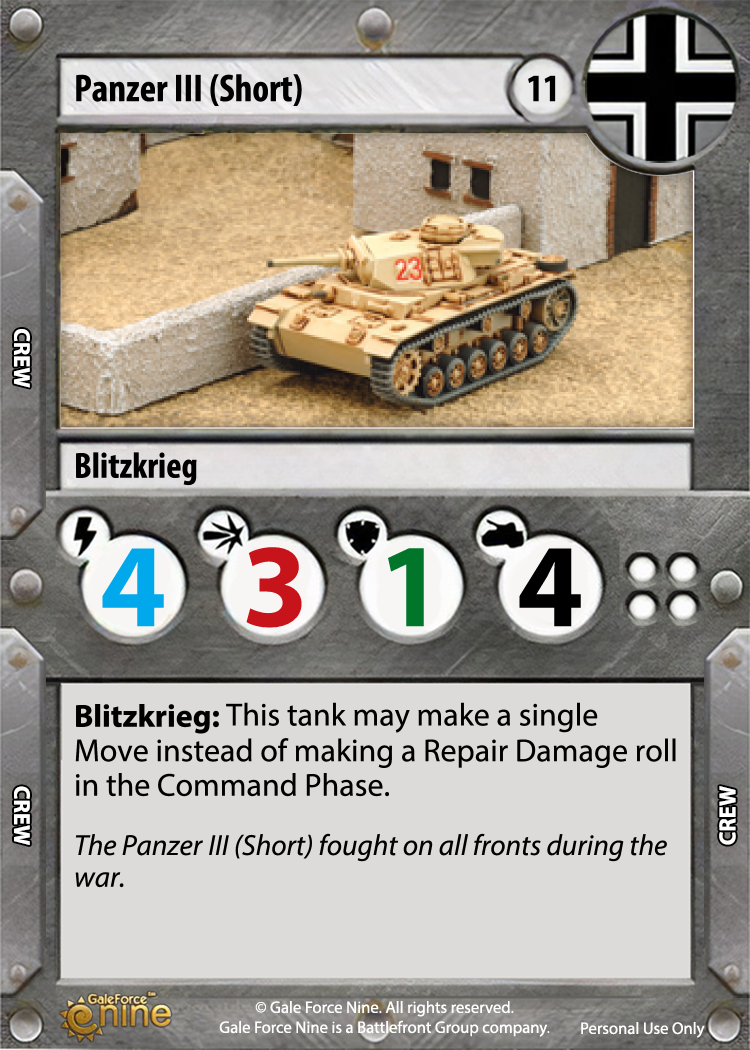 Panzer III (Short)
11
23
CREW
Blitzkrieg
4 3 1 4
Blitzkrieg: This tank may make a single
Move instead of making a Repair Damage roll
in the Command Phase.
The Panzer III (Short) fought on all fronts during the
war.
CREW
CREW
GaleForce™
nine
© Gale Force Nine. All rights reserved.
Gale Force Nine is a Battlefront Group company.
Personal Use Only